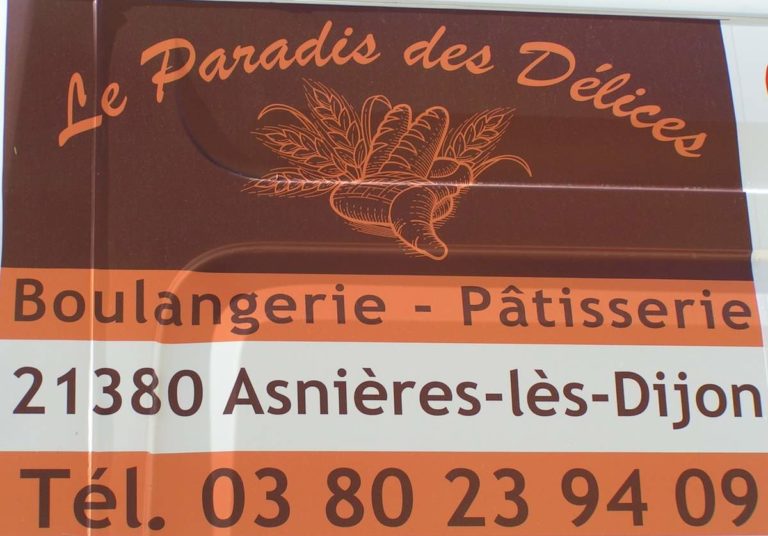 Le Paradis des Délices
Boulangerie - Pâtisserie
21380 Asnières-lès-Dijon
Tél. 03 80 23 94 09